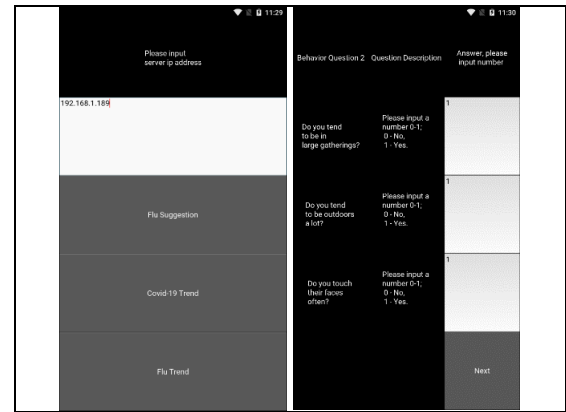 11:29
Please input
server ip address
192.168.1.189
Flu Suggestion
Covid-19 Trend
Flu Trend
11:30
Behavior Question 2 Question Description Answer, please
input number
Do you tend
to be in
large gatherings?
Please input a
number 0-1;
0 - No,
1 - Yes.
1
Do you tend
to be outdoors
a lot?
Please input a
number 0-1;
0 - No,
1 - Yes.
1
Do you touch
their faces
often?
Please input a
number 0-1;
0 - No,
1 - Yes.
1
Next